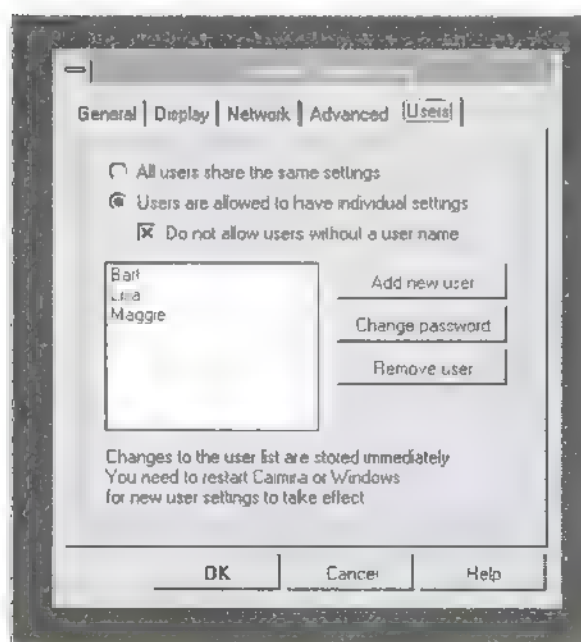 General Display Network Advanced Users
All users share the same settings
Users are allowed to have individual settings
Do not allow users without a user name
Bart
Lisa
Maggie
Add new user
Change password
Remove user
Changes to the user list are stored immediately
You need to restart Calmira or Windows
for new user settings to take effect
OK Cancel Help